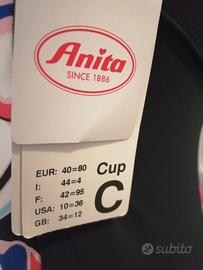 Anita
SINCE 1886
EUR: 40=80
I: 44=4
F: 42=95
USA: 10=36
GB: 34=12
Cup
C
subito